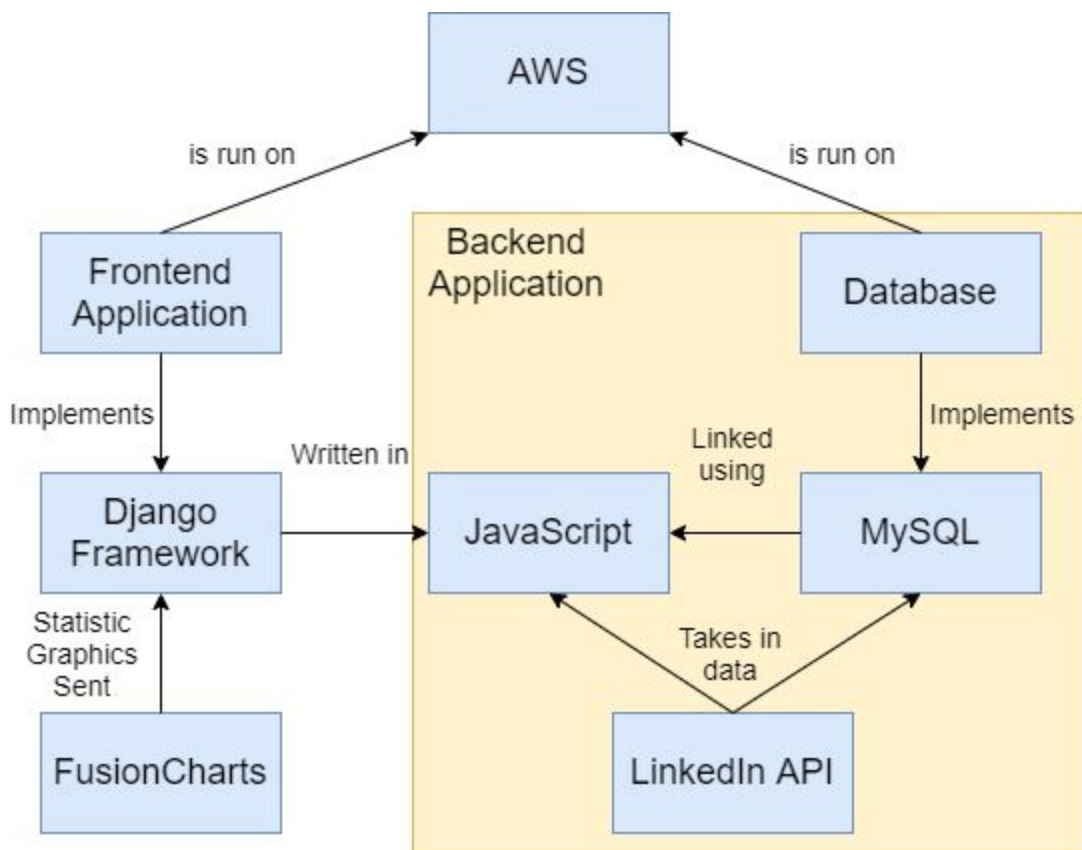 AWS
is run on
is run on
Frontend
Application
Backend
Application
Database
Implements
Implements
Written in
Linked
using
Django
Framework
JavaScript
MySQL
Statistic
Graphics
Sent
Takes in
data
FusionCharts
LinkedIn API